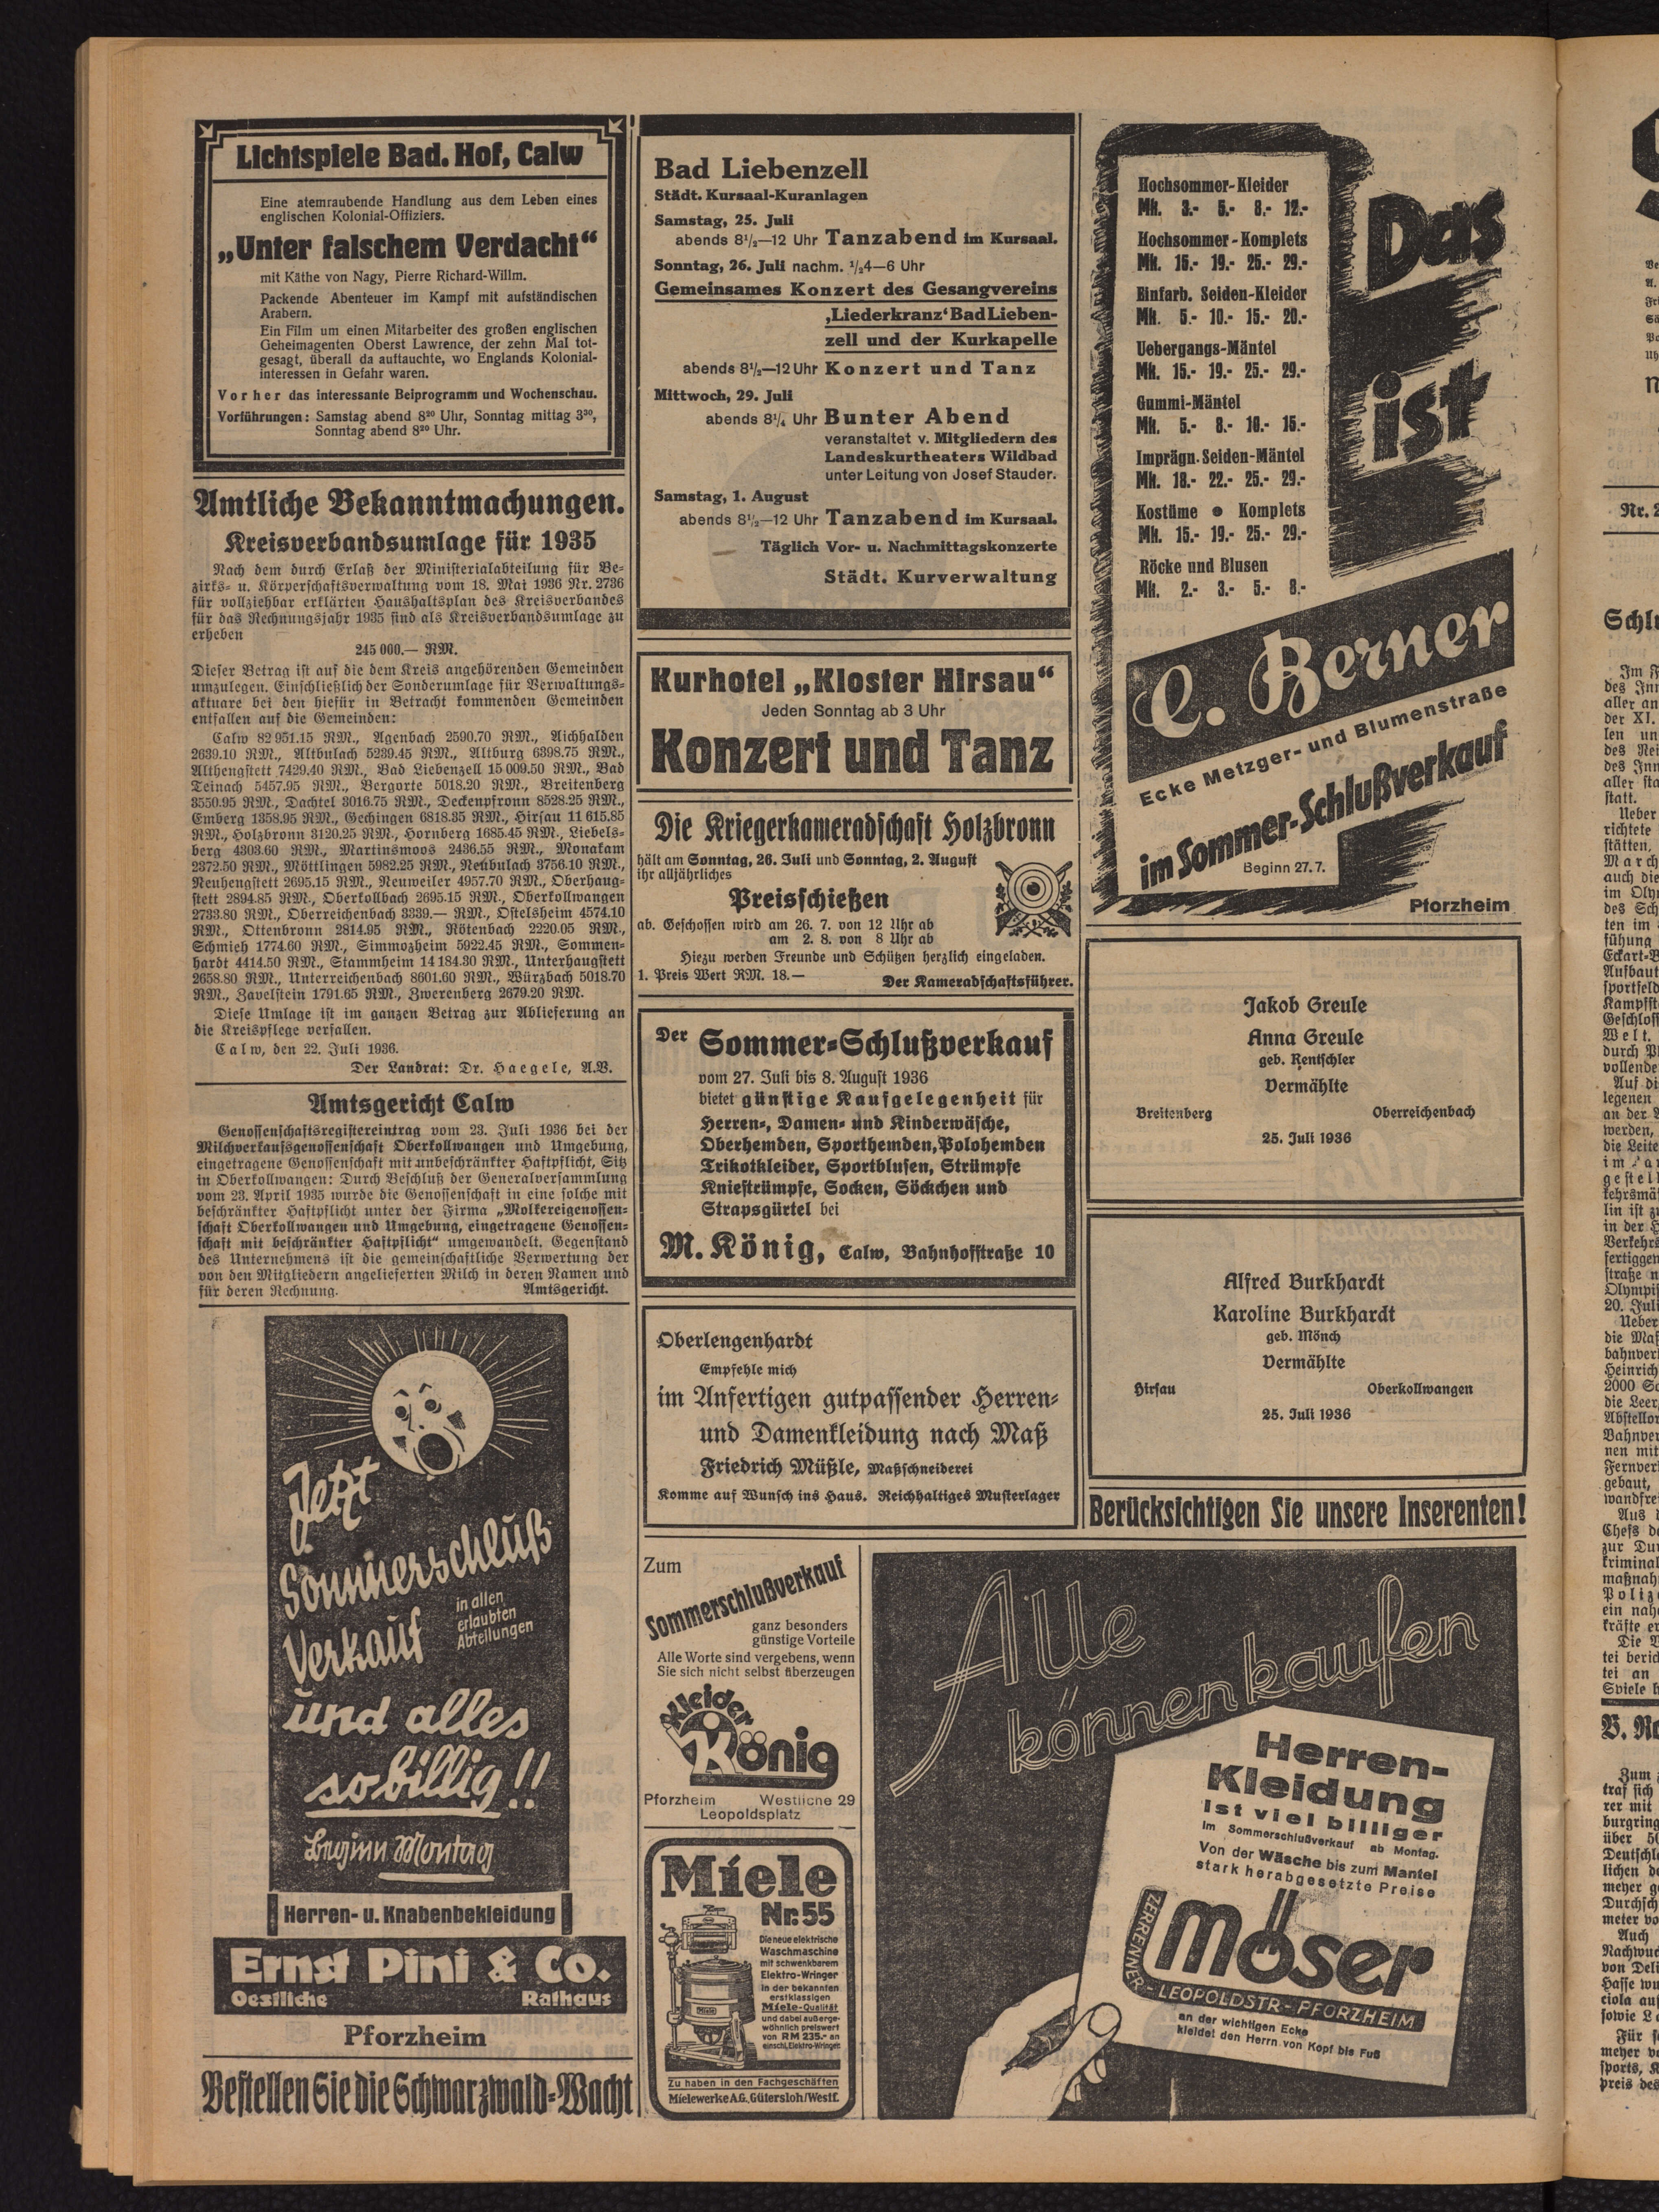 Lichtspiele Bad. Hof, Calw
Eine atemraubende Handlung aus dem Leben eines
englischen Kolonial-Offiziers.
„Unter falschem Verdacht“
mit Käthe von Nagy, Pierre Richard-Willm.
Packende Abenteuer im Kampf mit aufständischen
Arabern.
Ein Film um einen Mitarbeiter des großen englischen
Geheimagenten Oberst Lawrence, der zehn Mal tot-
gesagt, überall da auftauchte, wo Englands Kolonial-
interessen in Gefahr waren.
Vorher das interessante Beiprogramm und Wochenschau.
Vorführungen: Samstag abend 8²⁰ Uhr, Sonntag mittag 3³⁰,
Sonntag abend 8²⁰ Uhr.
Amtliche Bekanntmachungen.
Kreisverbandsumlage für 1935
Nach dem durch Erlaß der Ministerialabteilung für Be-
zirks- u. Körperschaftsverwaltung vom 18. Mai 1936 Nr. 2736
für vollziehbar erklärten Haushaltsplan des Kreisverbandes
für das Rechnungsjahr 1935 sind als Kreisverbandsumlage zu
erheben
245 000.— RM.
Dieser Betrag ist auf die dem Kreis angehörenden Gemeinden
umzulegen. Einschließlich der Sonderumlage für Verwaltungs-
aktuare bei den hiefür in Betracht kommenden Gemeinden
entfallen auf die Gemeinden:
Calw 82 951.15 RM., Agenbach 2590.70 RM., Aichhalden
2639.10 RM., Altbulach 5239.45 RM., Altburg 6398.75 RM.,
Althengstett 7429.40 RM., Bad Liebenzell 15 009.50 RM., Bad
Teinach 5457.95 RM., Bergorte 5018.20 RM., Breitenberg
3550.95 RM., Dachtel 3016.75 RM., Deckenpfronn 8528.25 RM.,
Emberg 1358.95 RM., Gechingen 6818.35 RM., Hirsau 11 615.85
RM., Holzbronn 3120.25 RM., Hornberg 1685.45 RM., Liebels-
berg 4303.60 RM., Martinsmoos 2436.55 RM., Monakam
2372.50 RM., Möttlingen 5982.25 RM., Neubulach 3756.10 RM.,
Neuhengstett 2695.15 RM., Neuweiler 4957.70 RM., Oberhaug-
stett 2894.85 RM., Oberkollbach 2695.15 RM., Oberkollwangen
2733.80 RM., Oberreichenbach 3339.— RM., Ostelsheim 4574.10
RM., Ottenbronn 2814.95 RM., Rötenbach 2220.05 RM.,
Schmieh 1774.60 RM., Simmozheim 5922.45 RM., Sommen-
hardt 4414.50 RM., Stammheim 14 184.30 RM., Unterhaugstett
2658.80 RM., Unterreichenbach 8601.60 RM., Würzbach 5018.70
RM., Zavelstein 1791.65 RM., Zwerenberg 2679.20 RM.
Diese Umlage ist im ganzen Betrag zur Ablieferung an
die Kreispflege verfallen.
Calw, den 22. Juli 1936.
Der Landrat: Dr. Haegele, A.V.
Amtsgericht Calw
Genossenschaftsregistereintrag vom 23. Juli 1936 bei der
Milchverkaufsgenossenschaft Oberkollwangen und Umgebung,
eingetragene Genossenschaft mit unbeschränkter Haftpflicht, Sitz
in Oberkollwangen: Durch Beschluß der Generalversammlung
vom 23. April 1935 wurde die Genossenschaft in eine solche mit
beschränkter Haftpflicht unter der Firma „Molkereigenossen-
schaft Oberkollwangen und Umgebung, eingetragene Genossen-
schaft mit beschränkter Haftpflicht“ umgewandelt. Gegenstand
des Unternehmens ist die gemeinschaftliche Verwertung der
von den Mitgliedern angelieferten Milch in deren Namen und
für deren Rechnung. Amtsgericht.
Jetzt
Sommerschluß
Verkauf
in allen
erlaubten
Abteilungen
und alles
so billig!!
Beginn Montag
Herren- u. Knabenbekleidung
Ernst Pini & Co.
Oestliche Rathaus
Pforzheim
Bestellen Sie die Schwarzwald-Wacht
Bad Liebenzell
Städt. Kursaal-Kuranlagen
Samstag, 25. Juli
abends 8½—12 Uhr Tanzabend im Kursaal.
Sonntag, 26. Juli nachm. ½4—6 Uhr
Gemeinsames Konzert des Gesangvereins
‚Liederkranz‘ Bad Lieben-
zell und der Kurkapelle
abends 8½—12 Uhr Konzert und Tanz
Mittwoch, 29. Juli
abends 8¼ Uhr Bunter Abend
veranstaltet v. Mitgliedern des
Landeskurtheaters Wildbad
unter Leitung von Josef Stauder.
Samstag, 1. August
abends 8½—12 Uhr Tanzabend im Kursaal.
Täglich Vor- u. Nachmittagskonzerte
Städt. Kurverwaltung
Kurhotel „Kloster Hirsau“
Jeden Sonntag ab 3 Uhr
Konzert und Tanz
Die Kriegerkameradschaft Holzbronn
hält am Sonntag, 26. Juli und Sonntag, 2. August
ihr alljährliches
Preisschießen
ab. Geschossen wird am 26. 7. von 12 Uhr ab
am 2. 8. von 8 Uhr ab
Hiezu werden Freunde und Schützen herzlich eingeladen.
1. Preis Wert RM. 18.—
Der Kameradschaftsführer.
Der Sommer-Schlußverkauf
vom 27. Juli bis 8. August 1936
bietet günstige Kaufgelegenheit für
Herren-, Damen- und Kinderwäsche,
Oberhemden, Sporthemden, Polohemden
Trikotkleider, Sportblusen, Strümpfe
Kniestrümpfe, Socken, Söckchen und
Strapsgürtel bei
M. König, Calw, Bahnhofstraße 10
Oberlengenhardt
Empfehle mich
im Anfertigen gutpassender Herren-
und Damenkleidung nach Maß
Friedrich Müßle, Maßschneiderei
Komme auf Wunsch ins Haus. Reichhaltiges Musterlager
Zum
Sommerschlußverkauf
ganz besonders
günstige Vorteile
Alle Worte sind vergebens, wenn
Sie sich nicht selbst überzeugen
Kleider
König
Pforzheim Westliche 29
Leopoldsplatz
Miele
Nr. 55
Die neue elektrische
Waschmaschine
mit schwenkbarem
Elektro-Wringer
in der bekannten
erstklassigen
Miele-Qualität
und dabei außerge-
wöhnlich preiswert
von RM 235.- an
einschl. Elektro-Wringer
Zu haben in den Fachgeschäften
Mielewerke A.G. Gütersloh/Westf.
Hochsommer-Kleider
Mk. 3.- 5.- 8.- 12.-
Hochsommer-Komplets
Mk. 15.- 19.- 25.- 29.-
Einfarb. Seiden-Kleider
Mk. 5.- 10.- 15.- 20.-
Uebergangs-Mäntel
Mk. 15.- 19.- 25.- 29.-
Gummi-Mäntel
Mk. 5.- 8.- 10.- 15.-
Imprägn. Seiden-Mäntel
Mk. 18.- 22.- 25.- 29.-
Kostüme • Komplets
Mk. 15.- 19.- 25.- 29.-
Röcke und Blusen
Mk. 2.- 3.- 5.- 8.-
Das
ist
C. Berner
Ecke Metzger- und Blumenstraße
im Sommer-Schlußverkauf
Beginn 27. 7.
Pforzheim
Jakob Greule
Anna Greule
geb. Rentschler
Vermählte
Breitenberg Oberreichenbach
25. Juli 1936
Alfred Burkhardt
Karoline Burkhardt
geb. Mönch
Vermählte
Hirsau Oberkollwangen
25. Juli 1936
Berücksichtigen Sie unsere Inserenten!
Alle
können kaufen
Herren-
Kleidung
ist viel billiger
im Sommerschlußverkauf ab Montag.
Von der Wäsche bis zum Mantel
stark herabgesetzte Preise
möser
ZERRENNER-LEOPOLDSTR-PFORZHEIM
an der wichtigen Ecke
kleidet den Herrn von Kopf bis Fuß